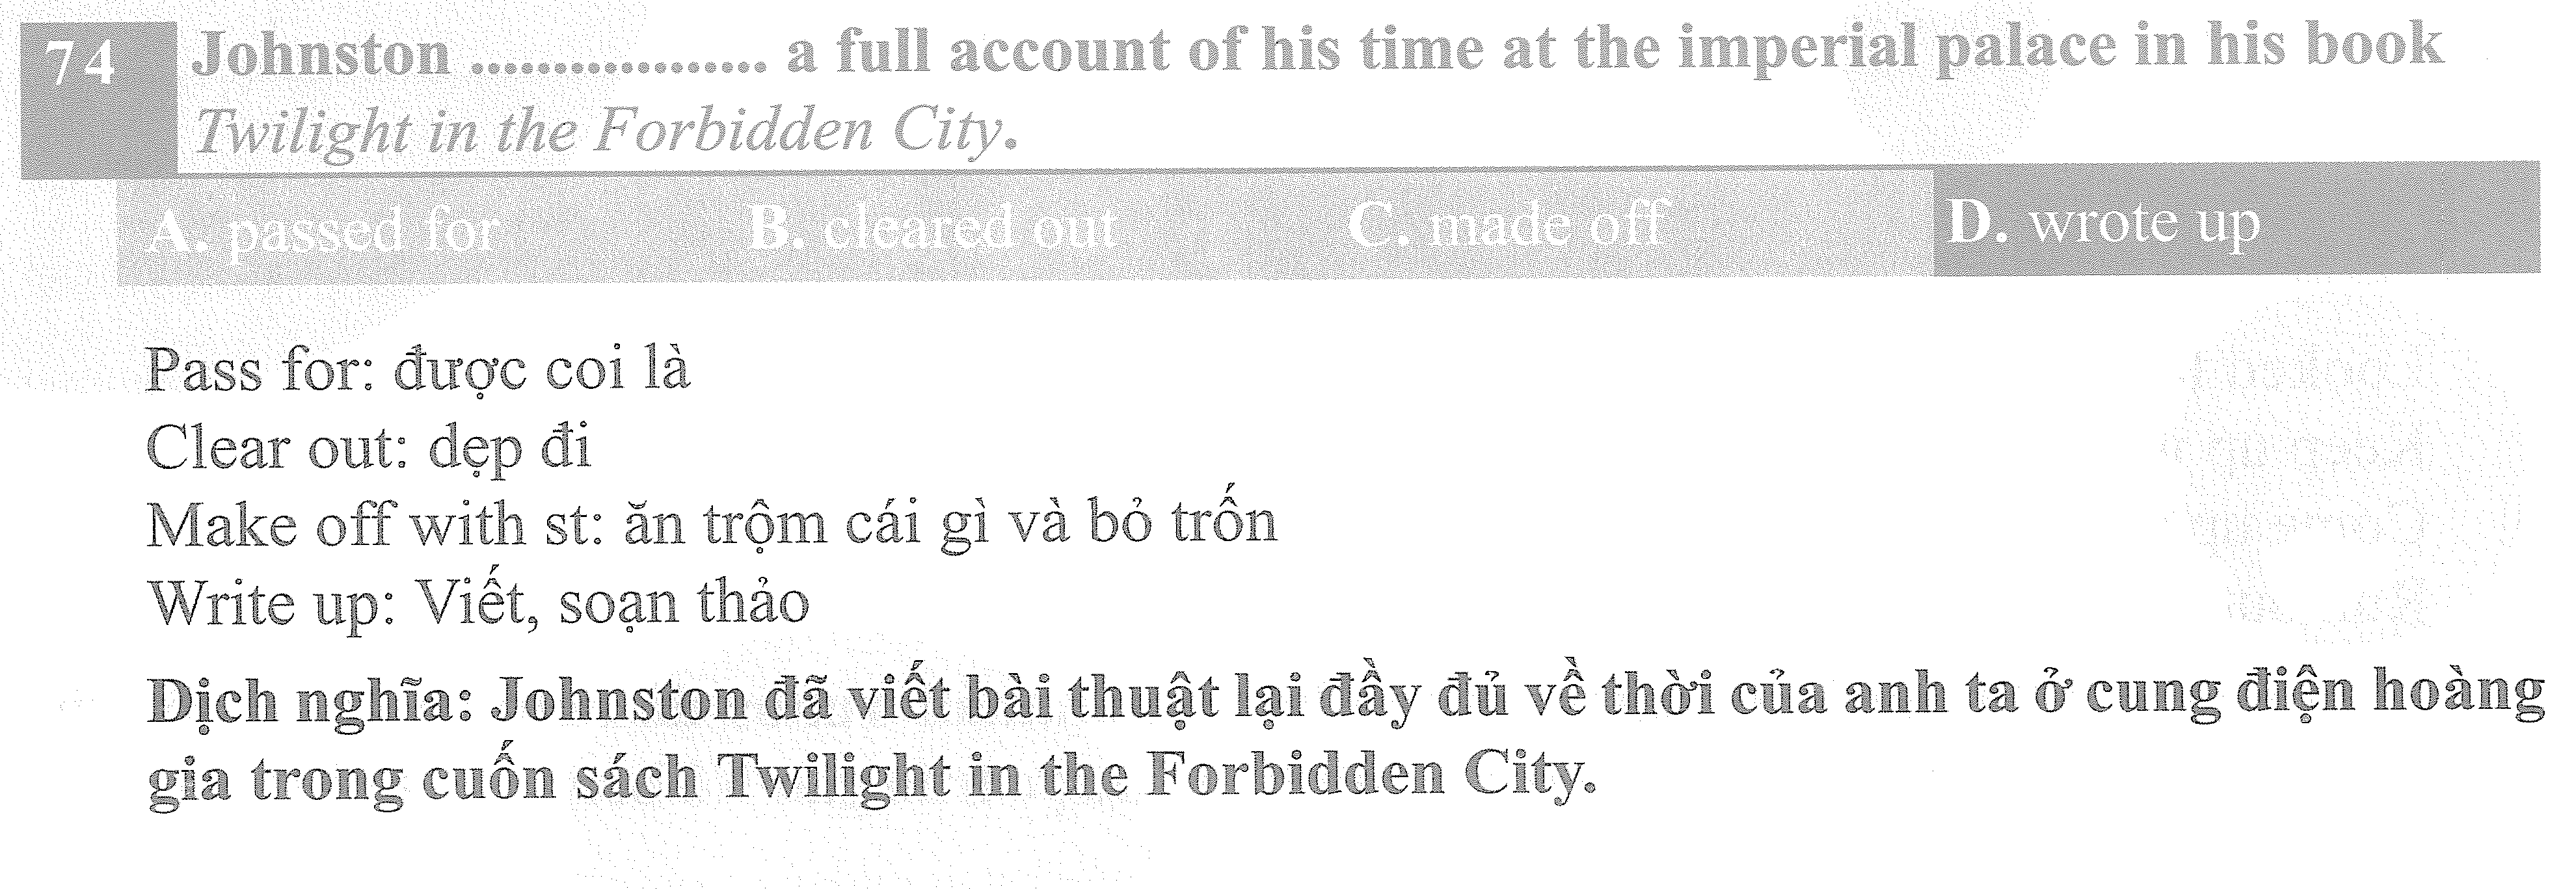 74 Johnston .................. a full account of his time at the imperial palace in his book
Twilight in the Forbidden City.
A. passed for B. cleared out C. made off D. wrote up
Pass for: được coi là
Clear out: dẹp đi
Make off with st: ăn trộm cái gì và bỏ trốn
Write up: Viết, soạn thảo
Dịch nghĩa: Johnston đã viết bài thuật lại đầy đủ về thời của anh ta ở cung điện hoàng
gia trong cuốn sách Twilight in the Forbidden City.